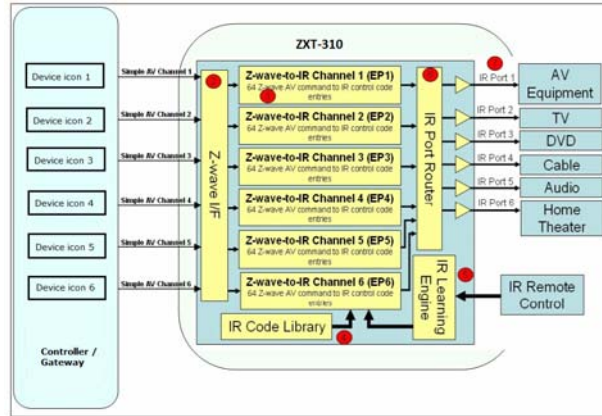 ZXT-310
Device icon 1
Device icon 2
Device icon 3
Device icon 4
Device icon 5
Device icon 6
Controller /
Gateway
Simple AV Channel 1
Simple AV Channel 2
Simple AV Channel 3
Simple AV Channel 4
Simple AV Channel 5
Simple AV Channel 6
Z-wave I/F
Z-wave-to-IR Channel 1 (EP1)
64 Z-wave AV command to IR control code
entries
Z-wave-to-IR Channel 2 (EP2)
64 Z-wave AV command to IR control code
entries
Z-wave-to-IR Channel 3 (EP3)
64 Z-wave AV command to IR control code
entries
Z-wave-to-IR Channel 4 (EP4)
64 Z-wave AV command to IR control code
entries
Z-wave-to-IR Channel 5 (EP5)
64 Z-wave AV command to IR control code
entries
Z-wave-to-IR Channel 6 (EP6)
64 Z-wave AV command to IR control code
entries
IR Code Library
IR Port
Router
IR Learning
Engine
IR Port 1
IR Port 2
IR Port 3
IR Port 4
IR Port 5
IR Port 6
AV
Equipment
TV
DVD
Cable
Audio
Home
Theater
IR Remote
Control